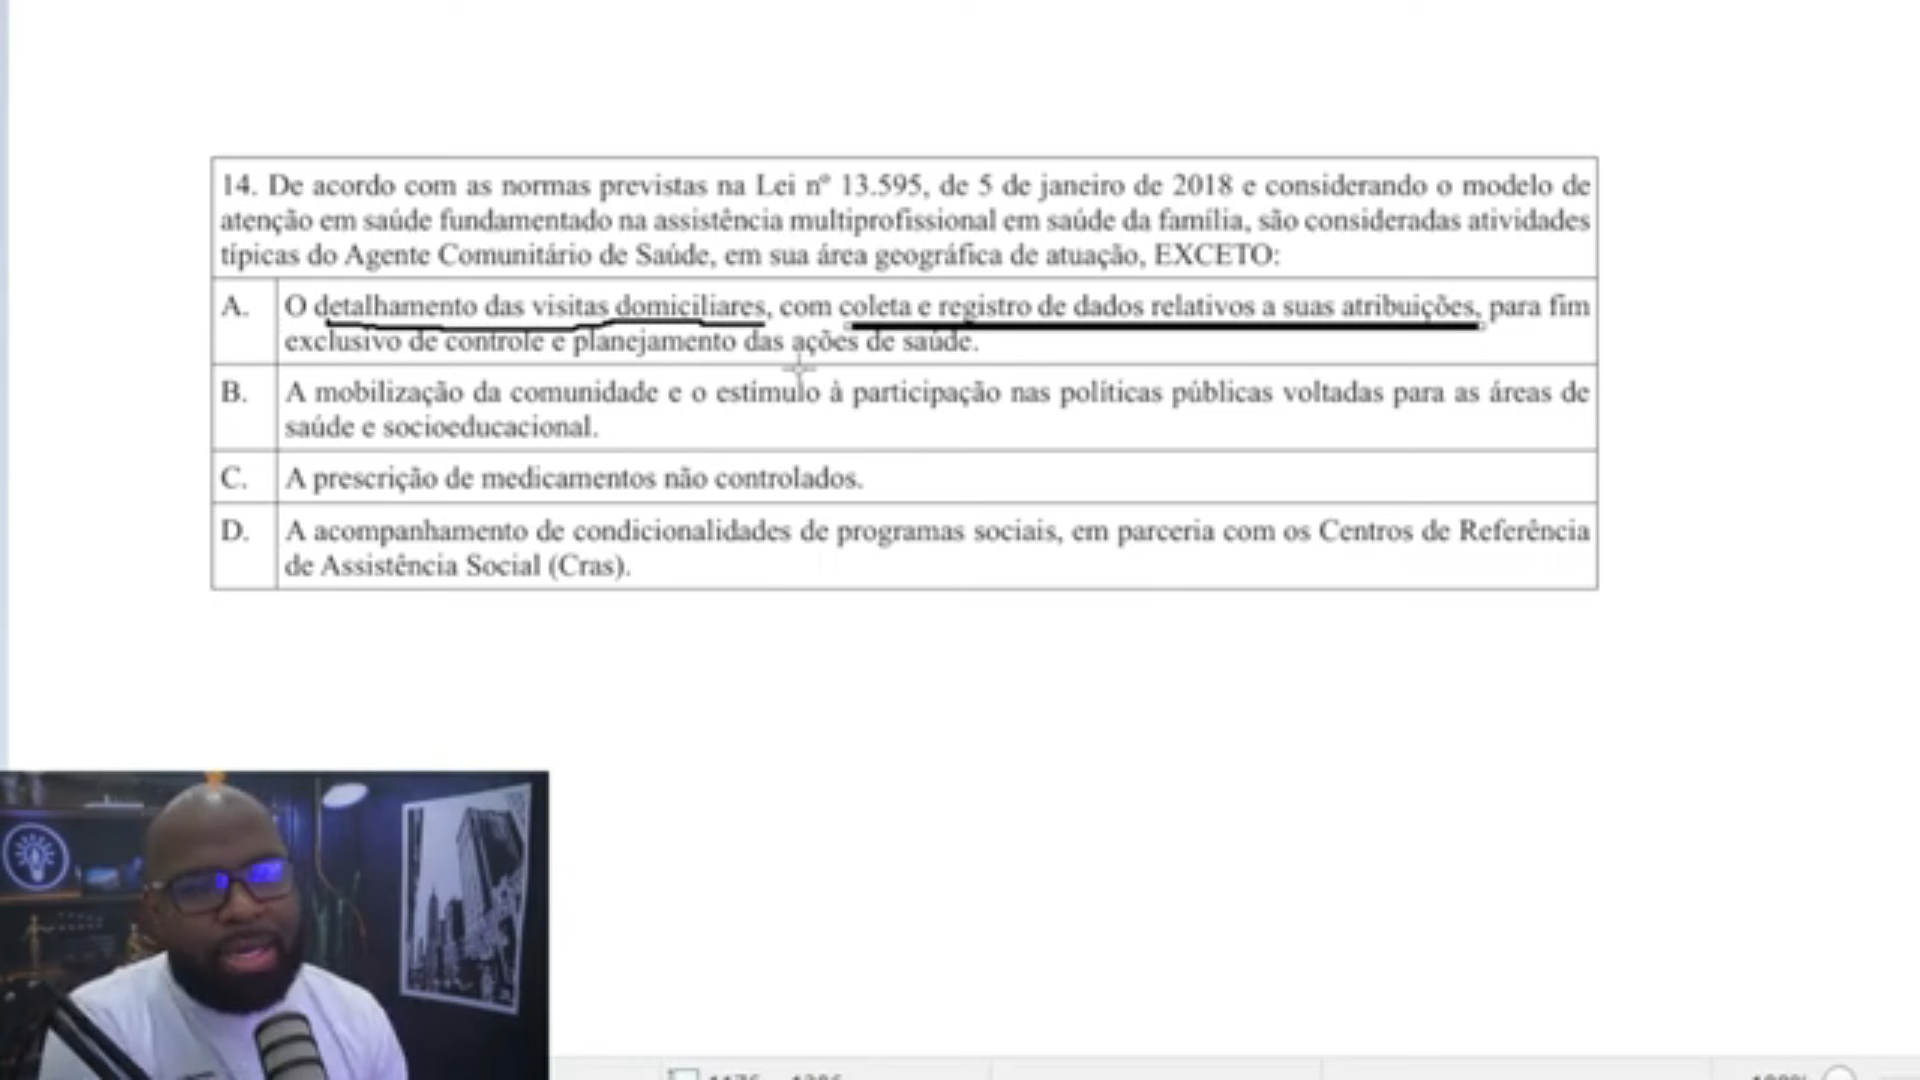 14. De acordo com as normas previstas na Lei nº 13.595, de 5 de janeiro de 2018 e considerando o modelo de
atenção em saúde fundamentado na assistência multiprofissional em saúde da família, são consideradas atividades
típicas do Agente Comunitário de Saúde, em sua área geográfica de atuação, EXCETO:
A. O detalhamento das visitas domiciliares, com coleta e registro de dados relativos a suas atribuições, para fim
exclusivo de controle e planejamento das ações de saúde.
B. A mobilização da comunidade e o estímulo à participação nas políticas públicas voltadas para as áreas de
saúde e socioeducacional.
C. A prescrição de medicamentos não controlados.
D. A acompanhamento de condicionalidades de programas sociais, em parceria com os Centros de Referência
de Assistência Social (Cras).